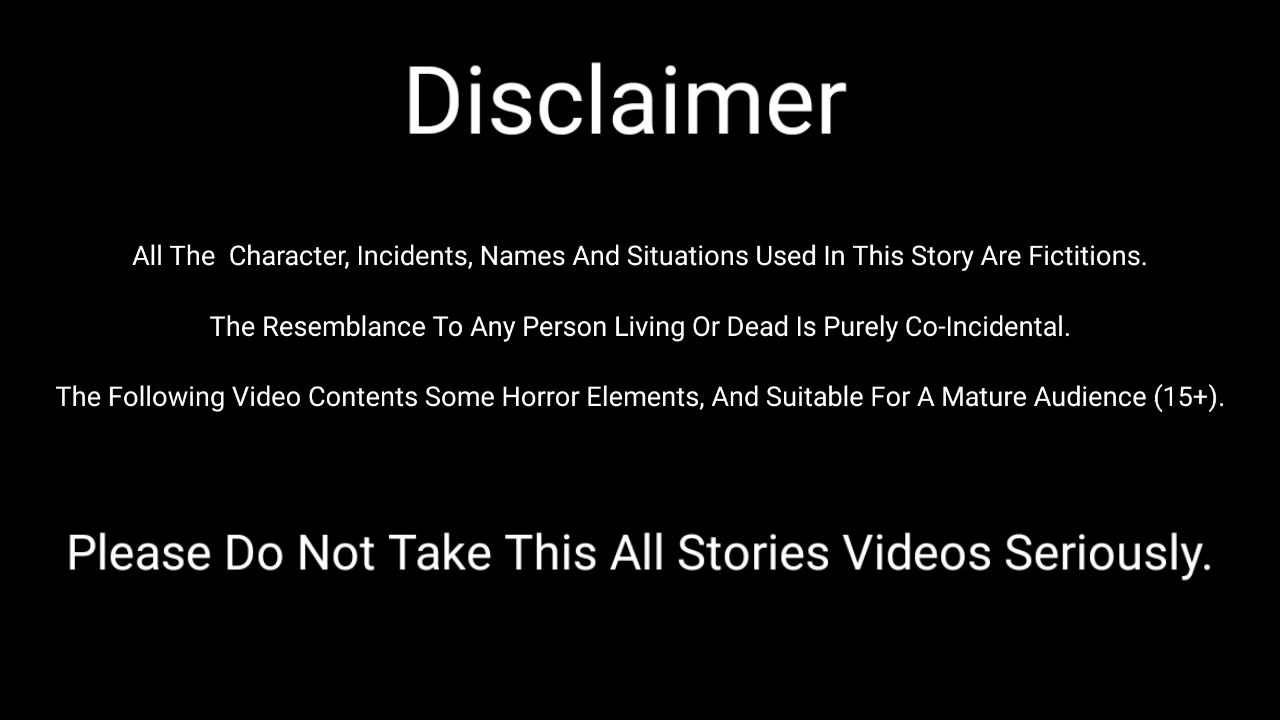 Disclaimer
All The  Character, Incidents, Names And Situations Used In This Story Are Fictitions.
The Resemblance To Any Person Living Or Dead Is Purely Co-Incidental.
The Following Video Contents Some Horror Elements, And Suitable For A Mature Audience (15+).
Please Do Not Take This All Stories Videos Seriously.